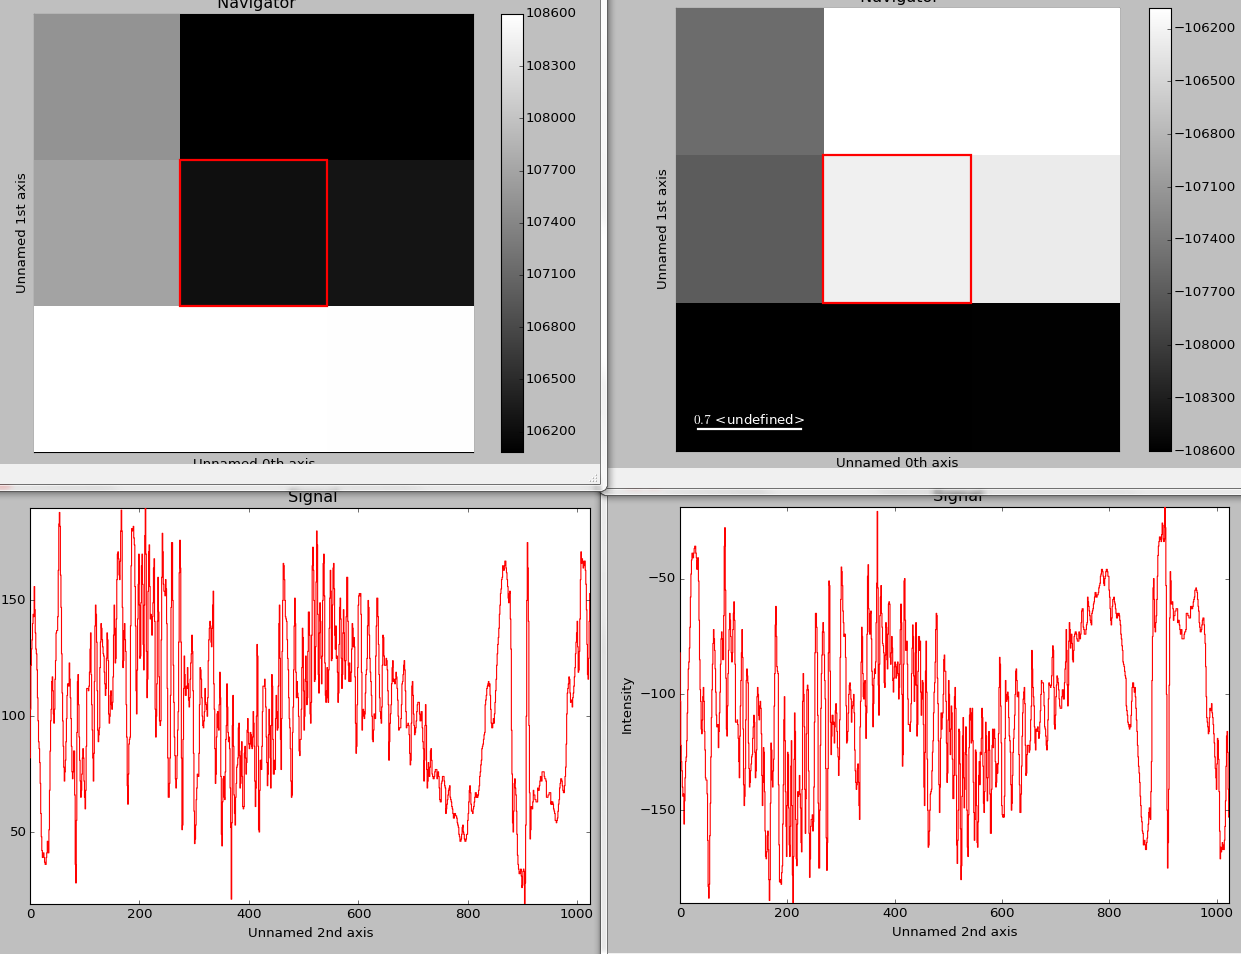 Navigator
108600
108300
108000
107700
107400
107100
106800
106500
106200
Unnamed 1st axis
Unnamed 0th axis
Navigator
−106200
−106500
−106800
−107100
−107400
−107700
−108000
−108300
−108600
Unnamed 1st axis
0.7 <undefined>
Unnamed 0th axis
Signal
150
100
50
0 200 400 600 800 1000
Unnamed 2nd axis
Signal
−50
−100
−150
Intensity
0 200 400 600 800 1000
Unnamed 2nd axis